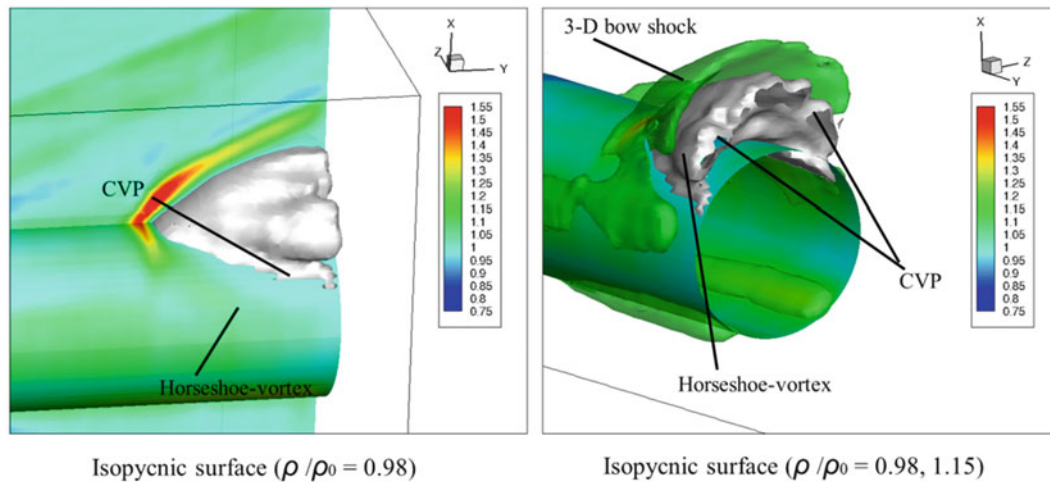 X
Z
Y
1.55
1.5
1.45
1.4
1.35
1.3
1.25
1.2
1.15
1.1
1.05
1
0.95
0.9
0.85
0.8
0.75
CVP
Horseshoe-vortex
3-D bow shock
X
Z
Y
1.55
1.5
1.45
1.4
1.35
1.3
1.25
1.2
1.15
1.1
1.05
1
0.95
0.9
0.85
0.8
0.75
CVP
Horseshoe-vortex
Isopycnic surface (ρ /ρ0 = 0.98)
Isopycnic surface (ρ /ρ0 = 0.98, 1.15)